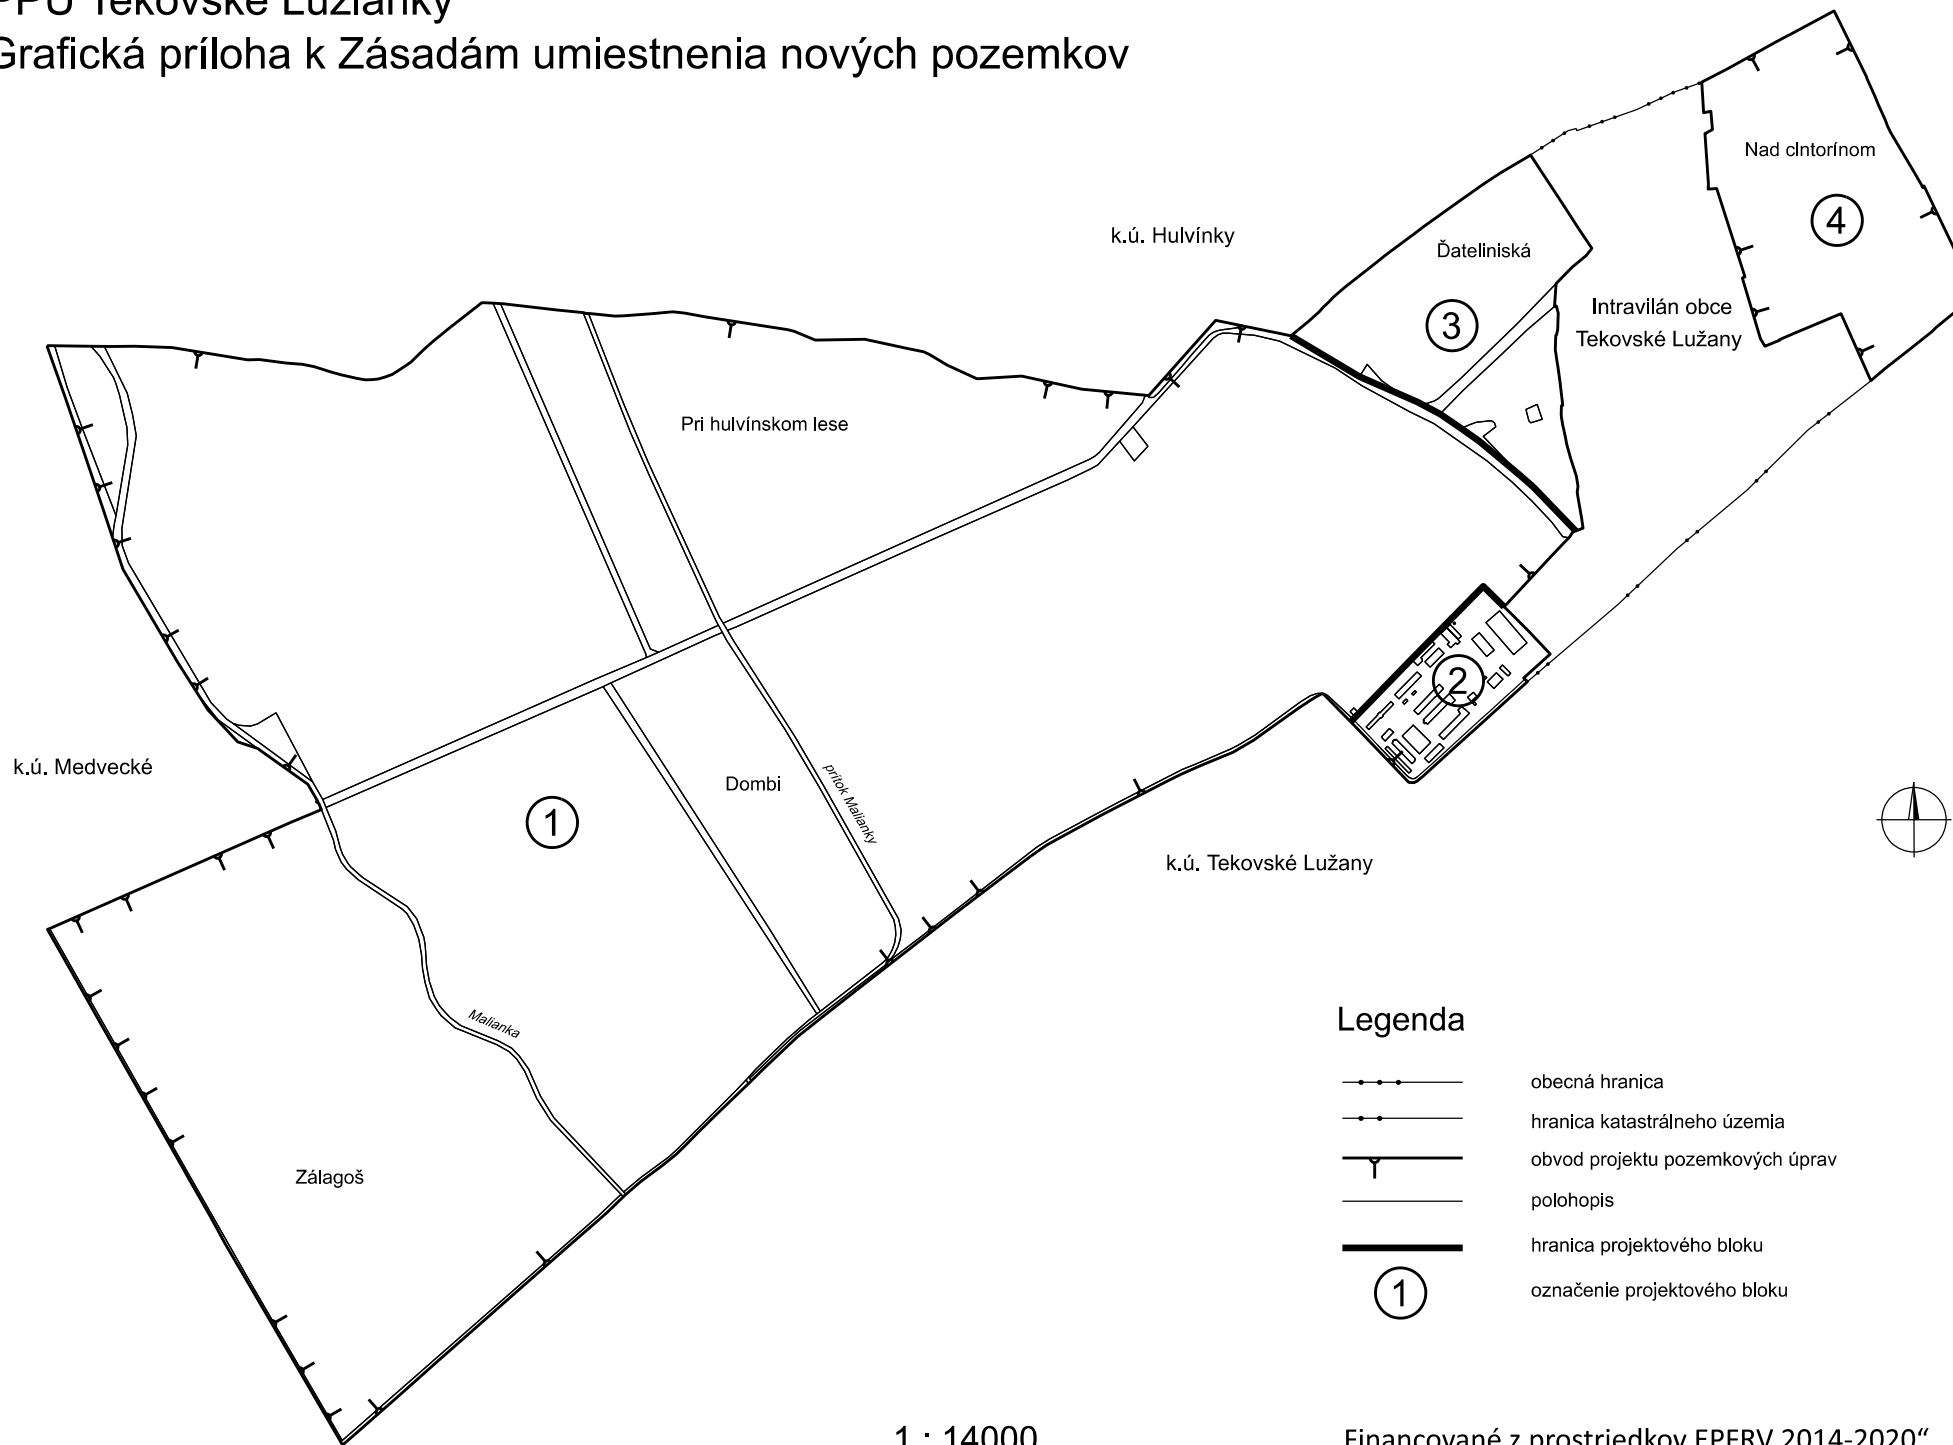 PPÚ Tekovské Lužianky
Grafická príloha k Zásadám umiestnenia nových pozemkov
Nad cintorínom
4
k.ú. Hulvínky
Ďateliniská
3
Intravilán obce
Tekovské Lužany
Pri hulvínskom lese
2
k.ú. Medvecké
Dombi
prítok Malianky
1
k.ú. Tekovské Lužany
Malianka
Zálagoš
Legenda
obecná hranica
hranica katastrálneho územia
obvod projektu pozemkových úprav
polohopis
hranica projektového bloku
1
označenie projektového bloku
1 : 14000
Financované z prostriedkov EPFRV 2014-2020“